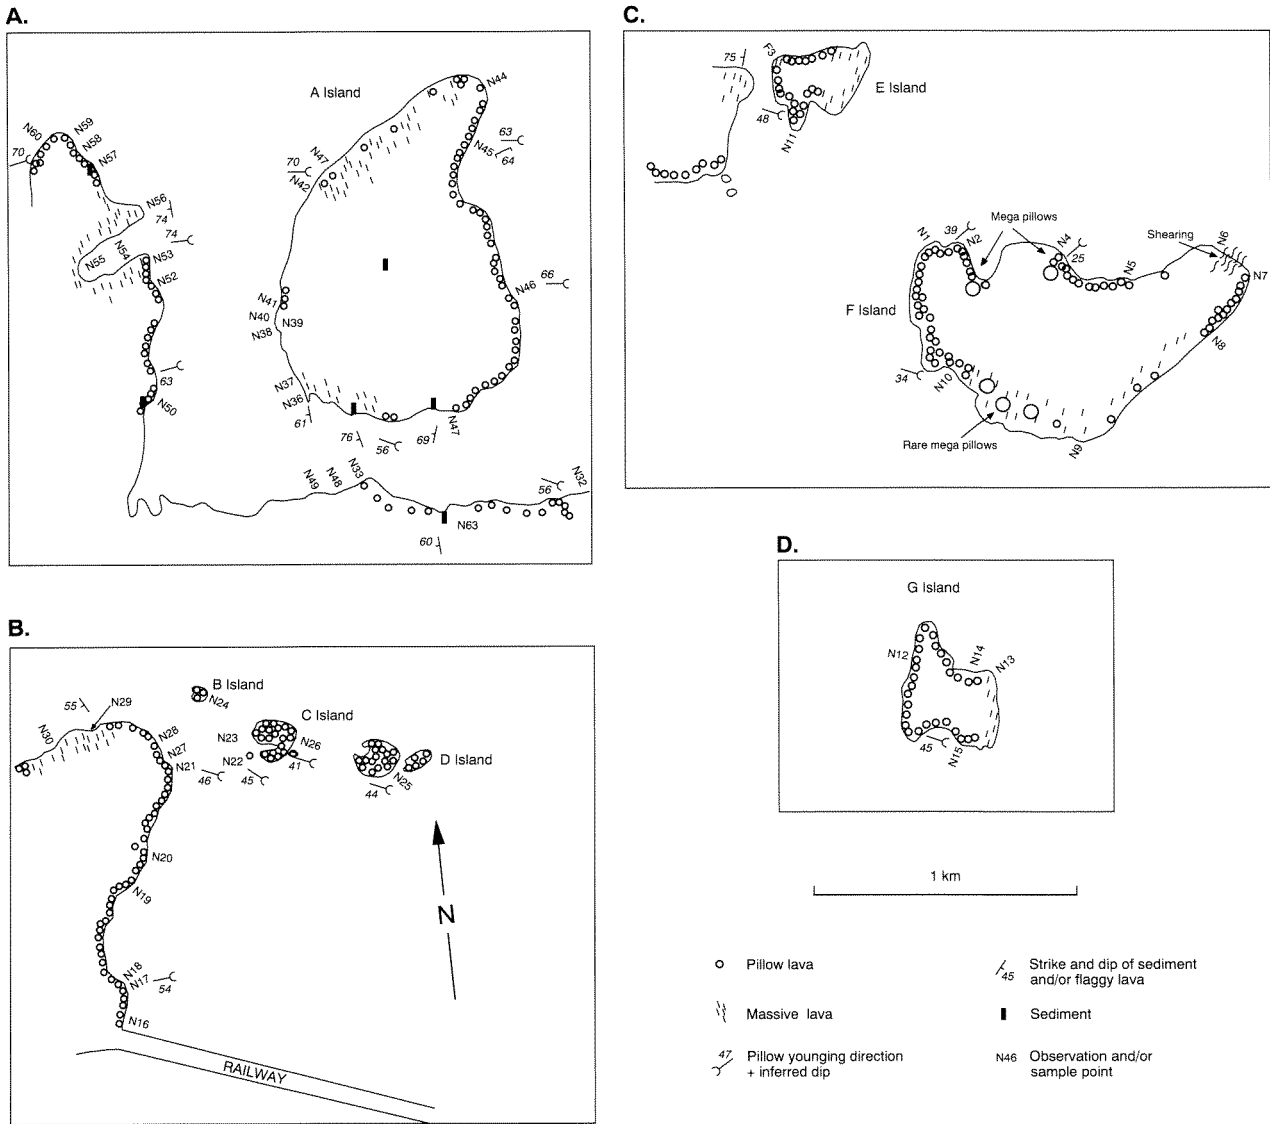 A.
A Island
N44
N60
N59
N58
N57
70
63
N45
64
70
N47
N42
N56
74
74
N54
N55
N53
N52
66
N46
N41
N40
N39
N38
63
N50
N37
N36
61
76
56
69
N47
N49
N48
N33
N32
56
N63
60
B.
B Island
55
N29
N24
N30
C Island
N28
N23
N26
N27
N22
D Island
N21
46
45
41
N25
44
N20
N19
N
N18
N17
54
N16
RAILWAY
C.
75
F3
E Island
48
N11
Mega pillows
N1
39
N2
N4
25
Shearing
N6
N5
N7
F Island
N8
34
N10
Rare mega pillows
N9
D.
G Island
N12
N14
N13
45
N15
1 km
Pillow lava
Massive lava
47
Pillow younging direction
+ inferred dip
45
Strike and dip of sediment
and/or flaggy lava
Sediment
N46
Observation and/or
sample point